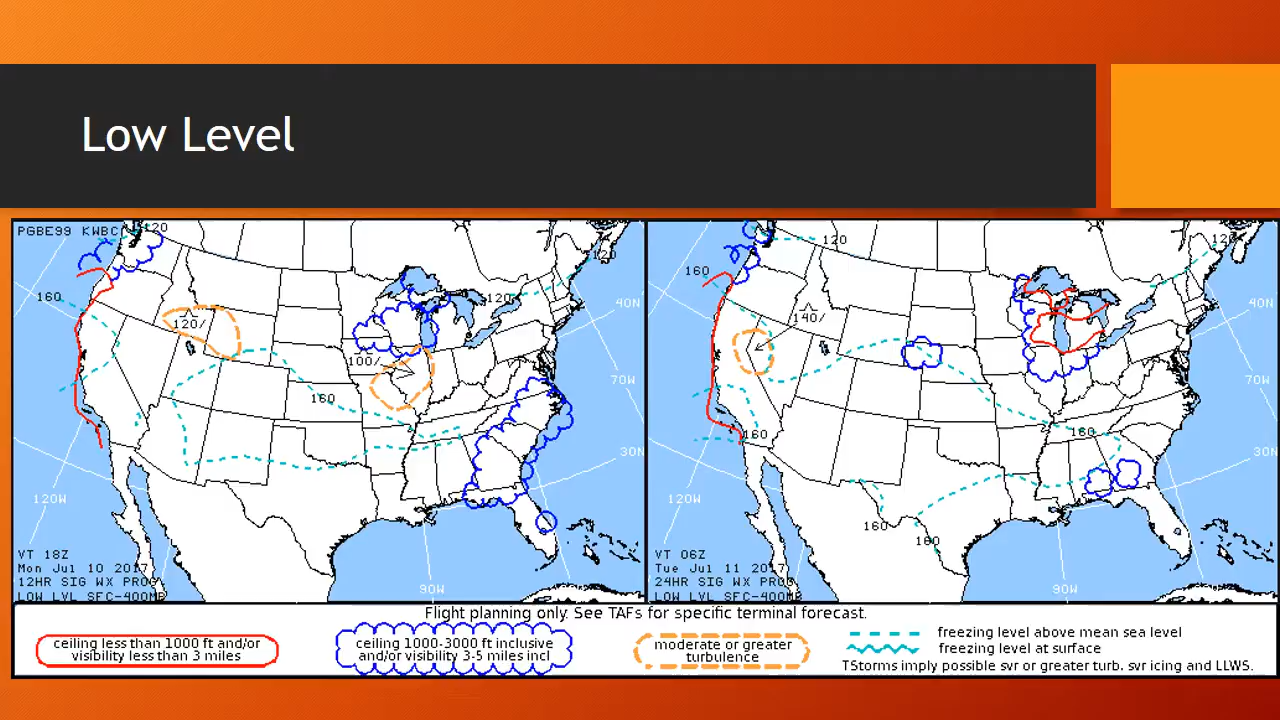 Low Level
PGBE99 KWBC
120
160
120/
100/
160
120
120
40N
70W
30N
120W
90W
VT 18Z
Mon Jul 10 2017
12HR SIG WX PROG
LOW LVL SFC-400MB
160
120
140/
120
40N
70W
160
160
30N
120W
160
160
90W
VT 06Z
Tue Jul 11 2017
24HR SIG WX PROG
LOW LVL SFC-400MB
Flight planning only. See TAFs for specific terminal forecast.
ceiling less than 1000 ft and/or
visibility less than 3 miles
ceiling 1000-3000 ft inclusive
and/or visibility 3-5 miles incl
moderate or greater
turbulence
freezing level above mean sea level
freezing level at surface
TStorms imply possible svr or greater turb. svr icing and LLWS.